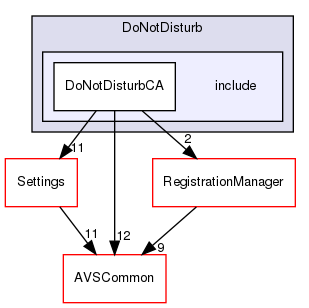 DoNotDisturb
DoNotDisturbCA
include
11
2
Settings
RegistrationManager
11
12
9
AVSCommon